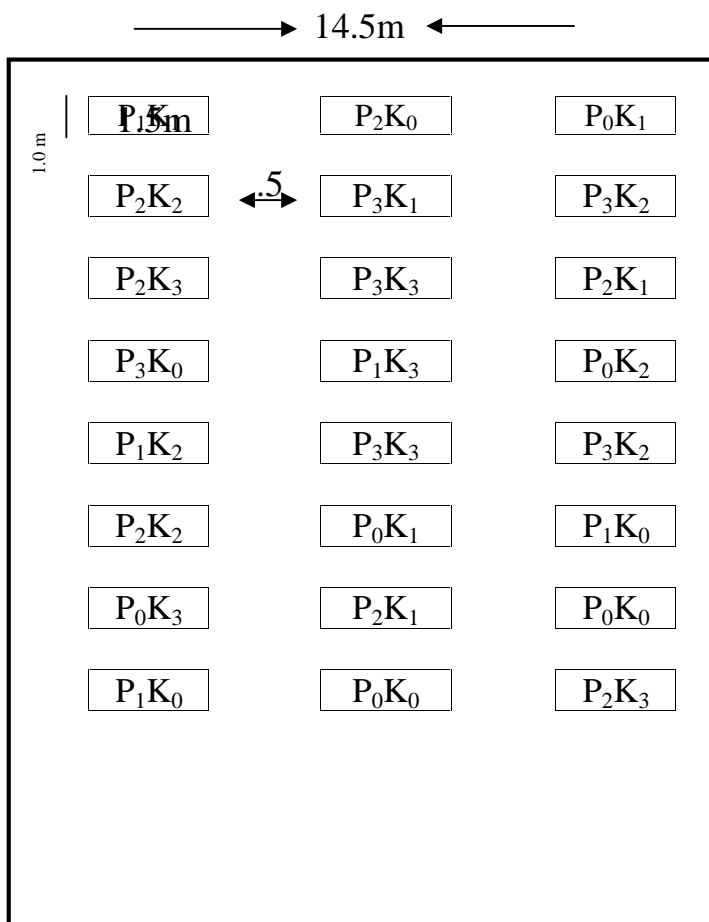 14.5m
1.5m P₂K₀ P₀K₁
1.0 m
P₂K₂ .5 P₃K₁ P₃K₂
P₂K₃ P₃K₃ P₂K₁
P₃K₀ P₁K₃ P₀K₂
P₁K₂ P₃K₃ P₃K₂
P₂K₂ P₀K₁ P₁K₀
P₀K₃ P₂K₁ P₀K₀
P₁K₀ P₀K₀ P₂K₃